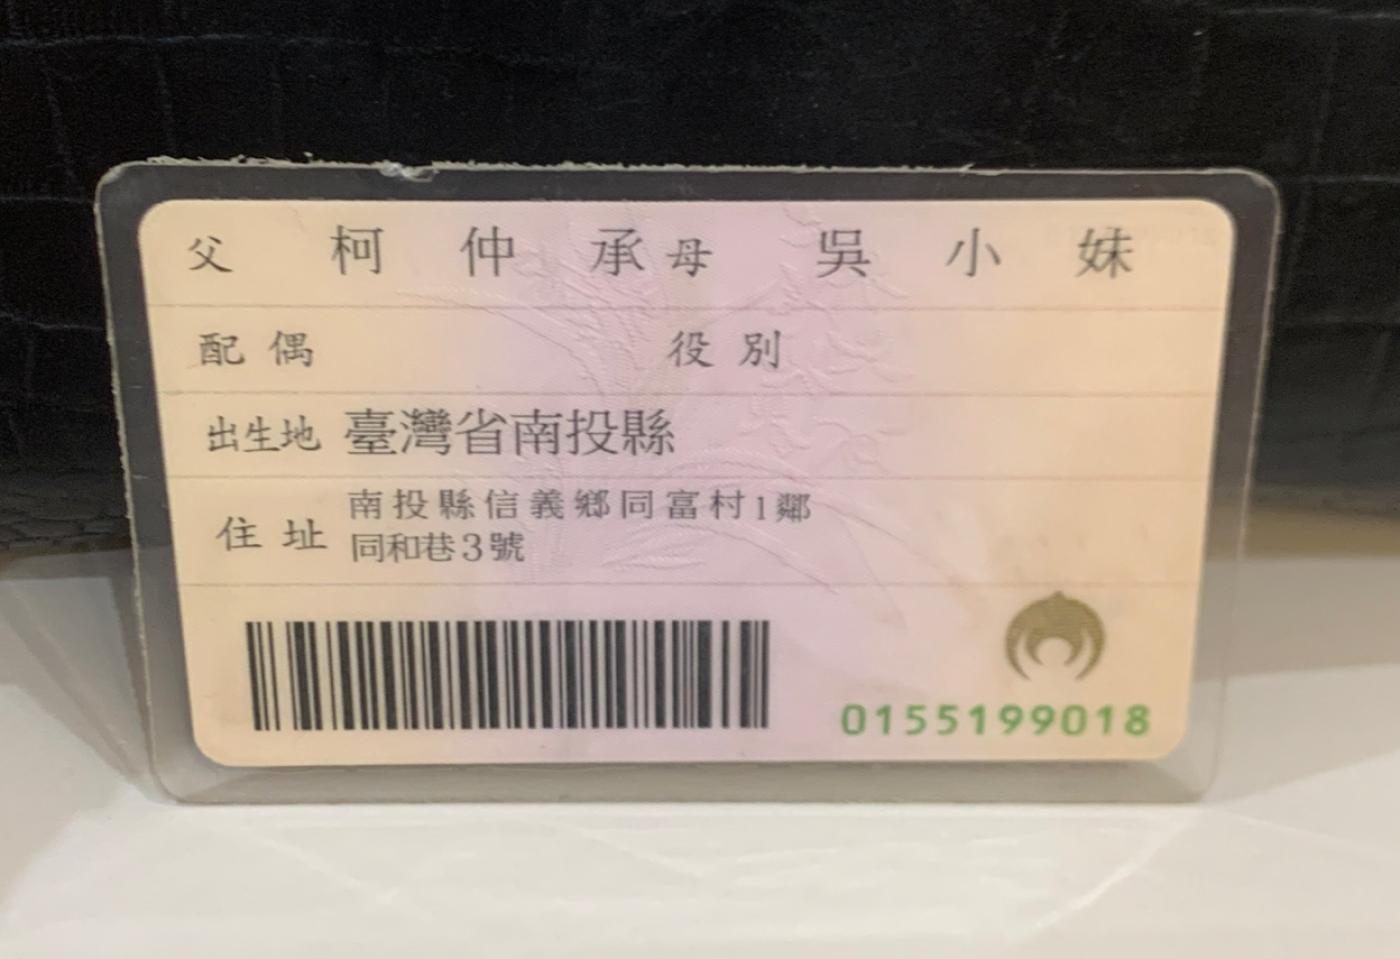 父 柯仲承 母 吳小妹
配偶 役別
出生地 臺灣省南投縣
住址 南投縣信義鄉同富村1鄰
同和巷3號
0155199018